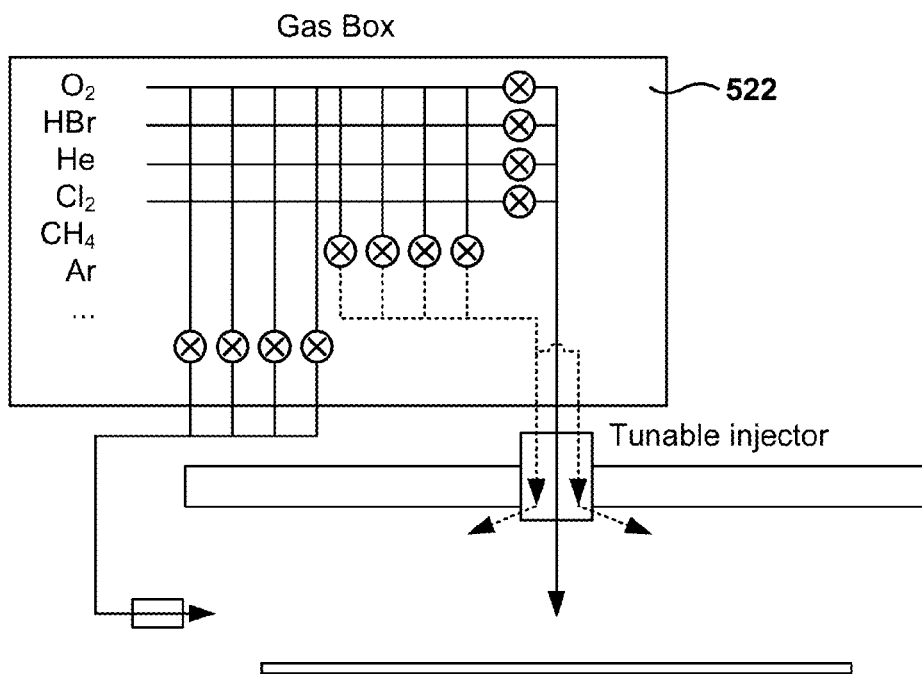 Gas Box
O₂
HBr
He
Cl₂
CH₄
Ar
...
522
Tunable injector